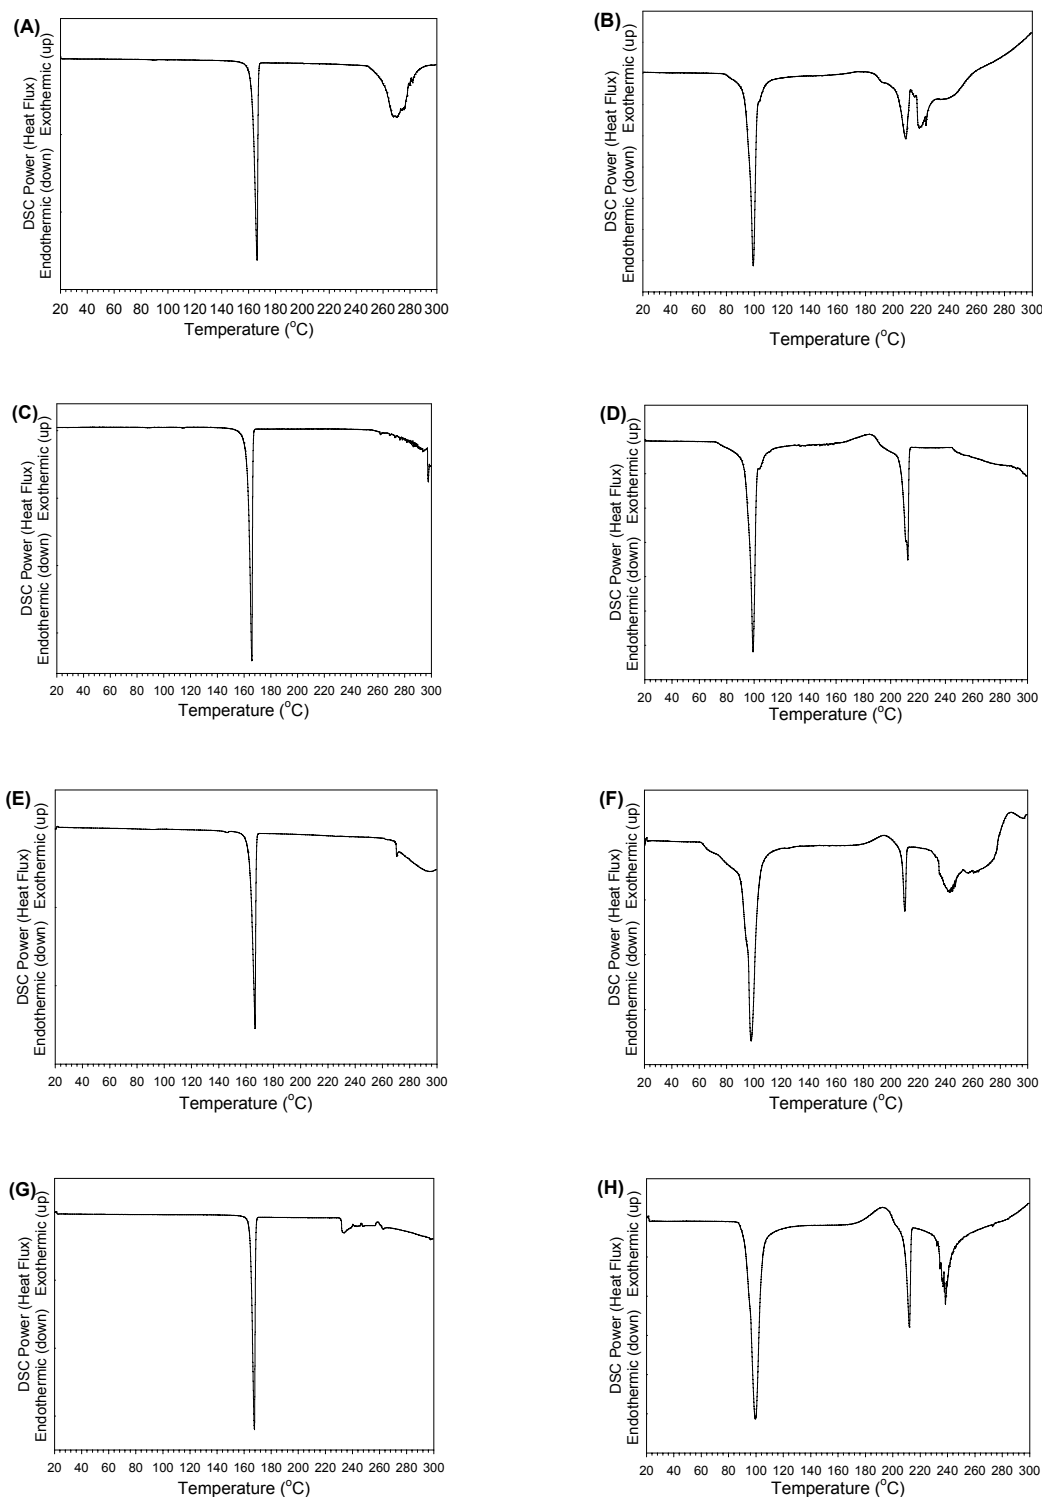 (A)
DSC Power (Heat Flux)
Endothermic (down) Exothermic (up)
20 40 60 80 100 120 140 160 180 200 220 240 260 280 300
Temperature (°C)
(B)
DSC Power (Heat Flux)
Endothermic (down) Exothermic (up)
20 40 60 80 100 120 140 160 180 200 220 240 260 280 300
Temperature (°C)
(C)
DSC Power (Heat Flux)
Endothermic (down) Exothermic (up)
20 40 60 80 100 120 140 160 180 200 220 240 260 280 300
Temperature (°C)
(D)
DSC Power (Heat Flux)
Endothermic (down) Exothermic (up)
20 40 60 80 100 120 140 160 180 200 220 240 260 280 300
Temperature (°C)
(E)
DSC Power (Heat Flux)
Endothermic (down) Exothermic (up)
20 40 60 80 100 120 140 160 180 200 220 240 260 280 300
Temperature (°C)
(F)
DSC Power (Heat Flux)
Endothermic (down) Exothermic (up)
20 40 60 80 100 120 140 160 180 200 220 240 260 280 300
Temperature (°C)
(G)
DSC Power (Heat Flux)
Endothermic (down) Exothermic (up)
20 40 60 80 100 120 140 160 180 200 220 240 260 280 300
Temperature (°C)
(H)
DSC Power (Heat Flux)
Endothermic (down) Exothermic (up)
20 40 60 80 100 120 140 160 180 200 220 240 260 280 300
Temperature (°C)